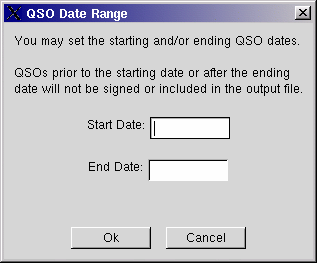 QSO Date Range
You may set the starting and/or ending QSO dates.
QSOs prior to the starting date or after the ending
date will not be signed or included in the output file.
Start Date:
End Date:
Ok Cancel